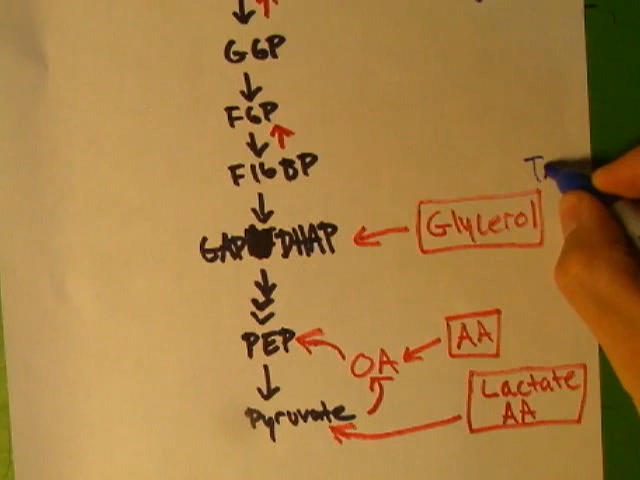 G6P
F6P
F16BP
GAP DHAP
Glycerol
T
PEP
AA
OA
Pyruvate
Lactate
AA